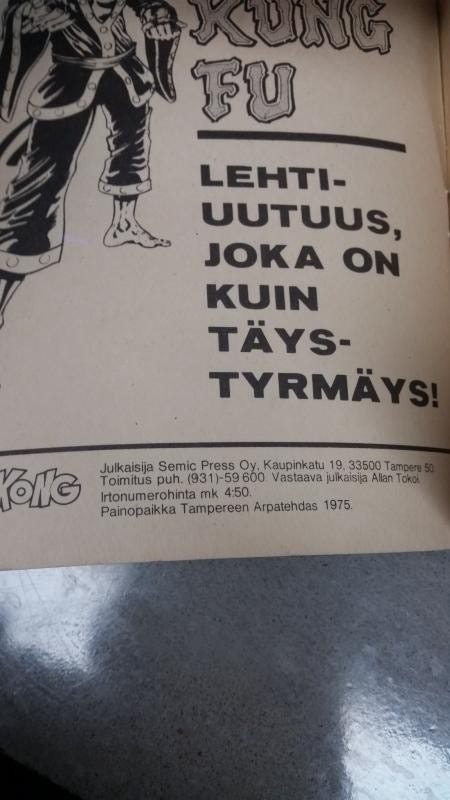 KUNG
FU
LEHTI-
UUTUUS,
JOKA ON
KUIN
TÄYS-
TYRMÄYS!
KONG
Julkaisija Semic Press Oy, Kaupinkatu 19, 33500 Tampere 50.
Toimitus puh. (931)-59 600. Vastaava julkaisija Allan Tokoi.
Irtonumerohinta mk 4:50.
Painopaikka Tampereen Arpatehdas 1975.